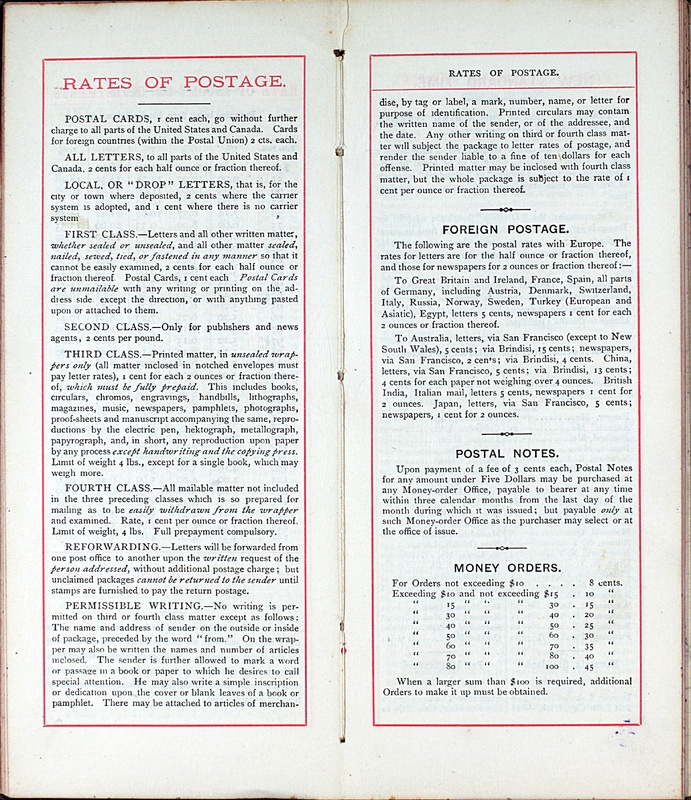 RATES OF POSTAGE.
POSTAL CARDS, 1 cent each, go without further
charge to all parts of the United States and Canada. Cards
for foreign countries (within the Postal Union) 2 cts. each.
ALL LETTERS, to all parts of the United States and
Canada, 2 cents for each half ounce or fraction thereof.
LOCAL, OR "DROP" LETTERS, that is, for the
city or town where deposited, 2 cents where the carrier
system is adopted, and 1 cent where there is no carrier
system
FIRST CLASS.—Letters and all other written matter,
whether sealed or unsealed, and all other matter sealed,
nailed, sewed, tied, or fastened in any manner so that it
cannot be easily examined, 2 cents for each half ounce or
fraction thereof Postal Cards, 1 cent each Postal Cards
are unmailable with any writing or printing on the ad-
dress side except the direction, or with anything pasted
upon or attached to them.
SECOND CLASS.—Only for publishers and news
agents, 2 cents per pound.
THIRD CLASS.—Printed matter, in unsealed wrap-
pers only (all matter inclosed in notched envelopes must
pay letter rates), 1 cent for each 2 ounces or fraction there-
of, which must be fully prepaid. This includes books,
circulars, chromos, engravings, handbills, lithographs,
magazines, music, newspapers, pamphlets, photographs,
proof-sheets and manuscript accompanying the same, repro-
ductions by the electric pen, hektograph, metallograph,
papyrograph, and, in short, any reproduction upon paper
by any process except handwriting and the copying press.
Limit of weight 4 lbs., except for a single book, which may
weigh more.
FOURTH CLASS.—All mailable matter not included
in the three preceding classes which is so prepared for
mailing as to be easily withdrawn from the wrapper
and examined. Rate, 1 cent per ounce or fraction thereof.
Limit of weight, 4 lbs. Full prepayment compulsory.
REFORWARDING.—Letters will be forwarded from
one post office to another upon the written request of the
person addressed, without additional postage charge; but
unclaimed packages cannot be returned to the sender until
stamps are furnished to pay the return postage.
PERMISSIBLE WRITING.—No writing is per-
mitted on third or fourth class matter except as follows:
The name and address of sender on the outside or inside
of package, preceded by the word "from." On the wrap-
per may also be written the names and number of articles
inclosed. The sender is further allowed to mark a word
or passage in a book or paper to which he desires to call
special attention. He may also write a simple inscription
or dedication upon the cover or blank leaves of a book or
pamphlet. There may be attached to articles of merchan-
RATES OF POSTAGE.
dise, by tag or label, a mark, number, name, or letter for
purpose of identification. Printed circulars may contain
the written name of the sender, or of the addressee, and
the date. Any other writing on third or fourth class mat-
ter will subject the package to letter rates of postage, and
render the sender liable to a fine of ten dollars for each
offense. Printed matter may be inclosed with fourth class
matter, but the whole package is subject to the rate of 1
cent per ounce or fraction thereof.
FOREIGN POSTAGE.
The following are the postal rates with Europe. The
rates for letters are for the half ounce or fraction thereof,
and those for newspapers for 2 ounces or fraction thereof:—
To Great Britain and Ireland, France, Spain, all parts
of Germany, including Austria, Denmark, Switzerland,
Italy, Russia, Norway, Sweden, Turkey (European and
Asiatic), Egypt, letters 5 cents, newspapers 1 cent for each
2 ounces or fraction thereof.
To Australia, letters, via San Francisco (except to New
South Wales), 5 cents; via Brindisi, 15 cents; newspapers,
via San Francisco, 2 cents; via Brindisi, 4 cents. China,
letters, via San Francisco, 5 cents; via Brindisi, 13 cents;
4 cents for each paper not weighing over 4 ounces. British
India, Italian mail, letters 5 cents, newspapers 1 cent for
2 ounces. Japan, letters, via San Francisco, 5 cents;
newspapers, 1 cent for 2 ounces.
POSTAL NOTES.
Upon payment of a fee of 3 cents each, Postal Notes
for any amount under Five Dollars may be purchased at
any Money-order Office, payable to bearer at any time
within three calendar months from the last day of the
month during which it was issued; but payable only at
such Money-order Office as the purchaser may select or at
the office of issue.
MONEY ORDERS.
For Orders not exceeding $10 . . . . 8 cents.
Exceeding $10 and not exceeding $15 . 10 "
" 15 " " " 30 . 15 "
" 30 " " " 40 . 20 "
" 40 " " " 50 . 25 "
" 50 " " " 60 . 30 "
" 60 " " " 70 . 35 "
" 70 " " " 80 . 40 "
" 80 " " " 100 . 45 "
When a larger sum than $100 is required, additional
Orders to make it up must be obtained.